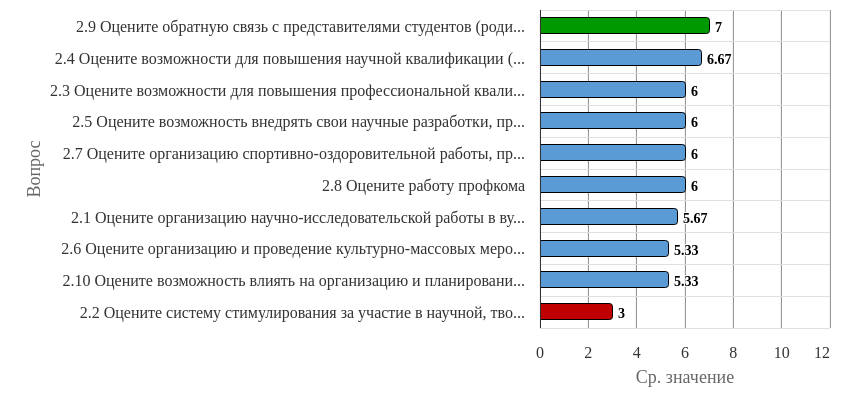 2.9 Оцените обратную связь с представителями студентов (роди... 7
2.4 Оцените возможности для повышения научной квалификации (... 6.67
2.3 Оцените возможности для повышения профессиональной квали... 6
2.5 Оцените возможность внедрять свои научные разработки, пр... 6
2.7 Оцените организацию спортивно-оздоровительной работы, пр... 6
2.8 Оцените работу профкома 6
2.1 Оцените организацию научно-исследовательской работы в ву... 5.67
2.6 Оцените организацию и проведение культурно-массовых меро... 5.33
2.10 Оцените возможность влиять на организацию и планировани... 5.33
2.2 Оцените систему стимулирования за участие в научной, тво... 3
Вопрос
0 2 4 6 8 10 12
Ср. значение